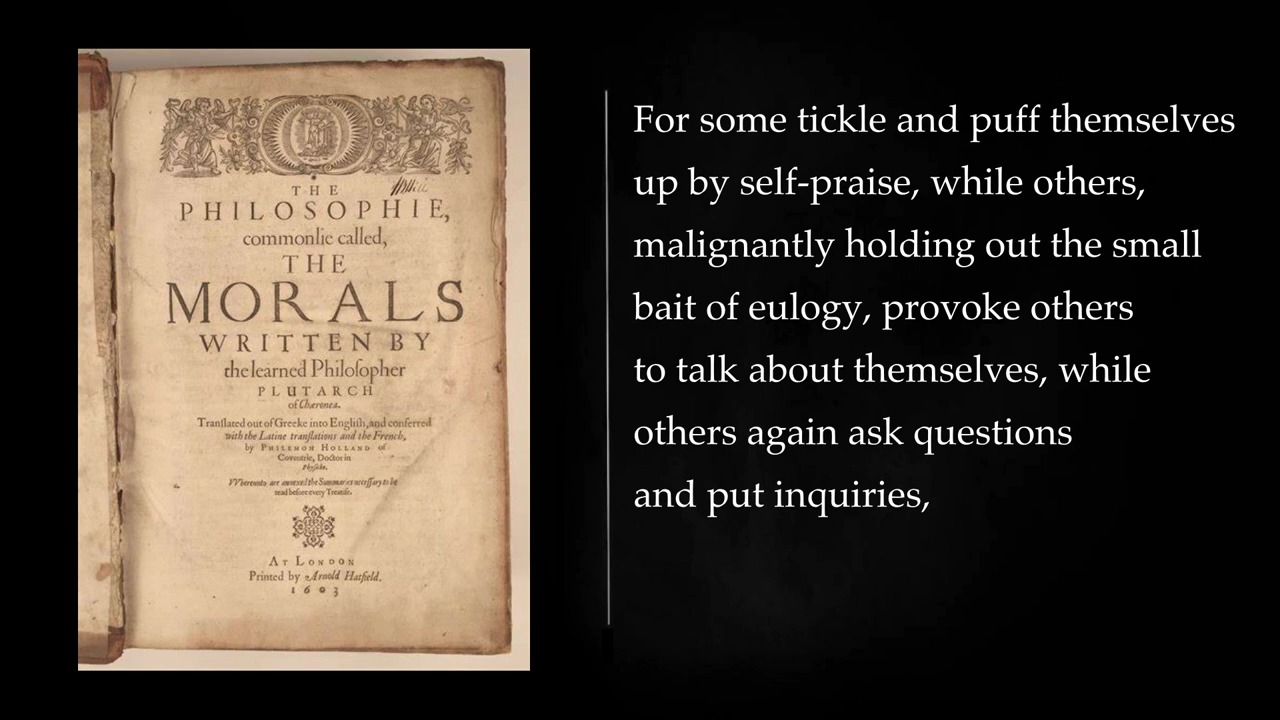 THE
PHILOSOPHIE,
commonlie called,
THE
MORALS
WRITTEN BY
the learned Philosopher
PLUTARCH
of Chæronea.
Tranſlated out of Greeke into Engliſh, and conferred
with the Latine tranſlations and the French,
by PHILEMON HOLLAND of
Coventrie, Doctor in
Phyſicke.
VVhereunto are annexed the Summaries neceſſary to be
read before every Treatiſe.
AT LONDON
Printed by Arnold Hatfield.
1603
For some tickle and puff themselves
up by self-praise, while others,
malignantly holding out the small
bait of eulogy, provoke others
to talk about themselves, while
others again ask questions
and put inquiries,